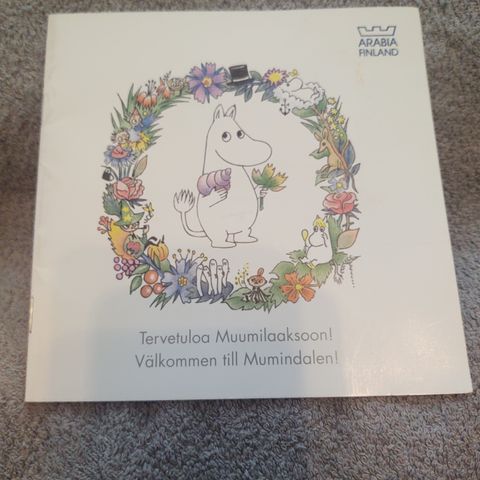 ARABIA
FINLAND
Tervetuloa Muumilaaksoon!
Välkommen till Mumindalen!